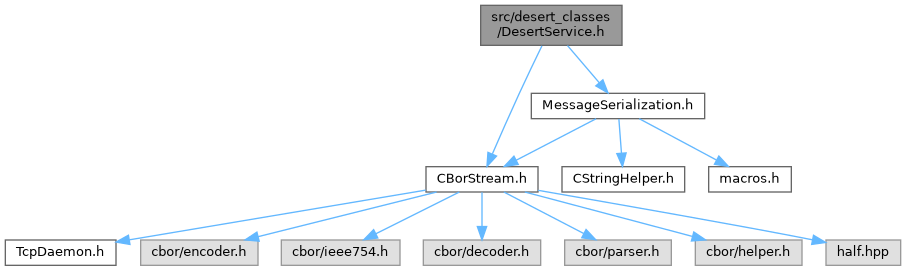 src/desert_classes
/DesertService.h
MessageSerialization.h
CBorStream.h
CStringHelper.h
macros.h
TcpDaemon.h
cbor/encoder.h
cbor/ieee754.h
cbor/decoder.h
cbor/parser.h
cbor/helper.h
half.hpp